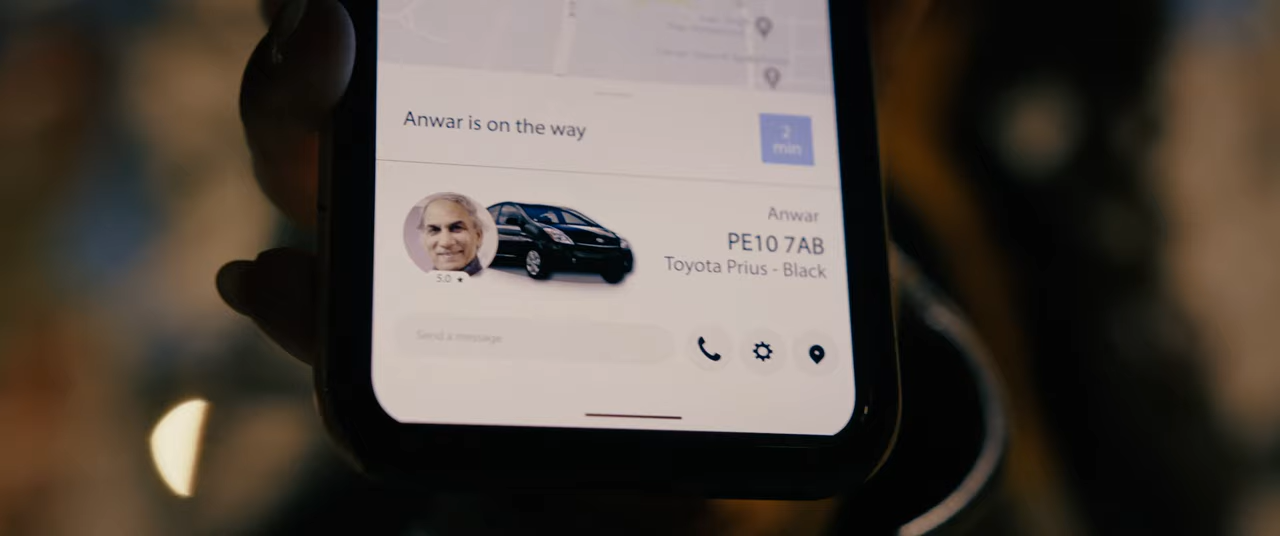 Anwar is on the way
2
min
Anwar
PE10 7AB
Toyota Prius - Black
5.0 ★
Send a message